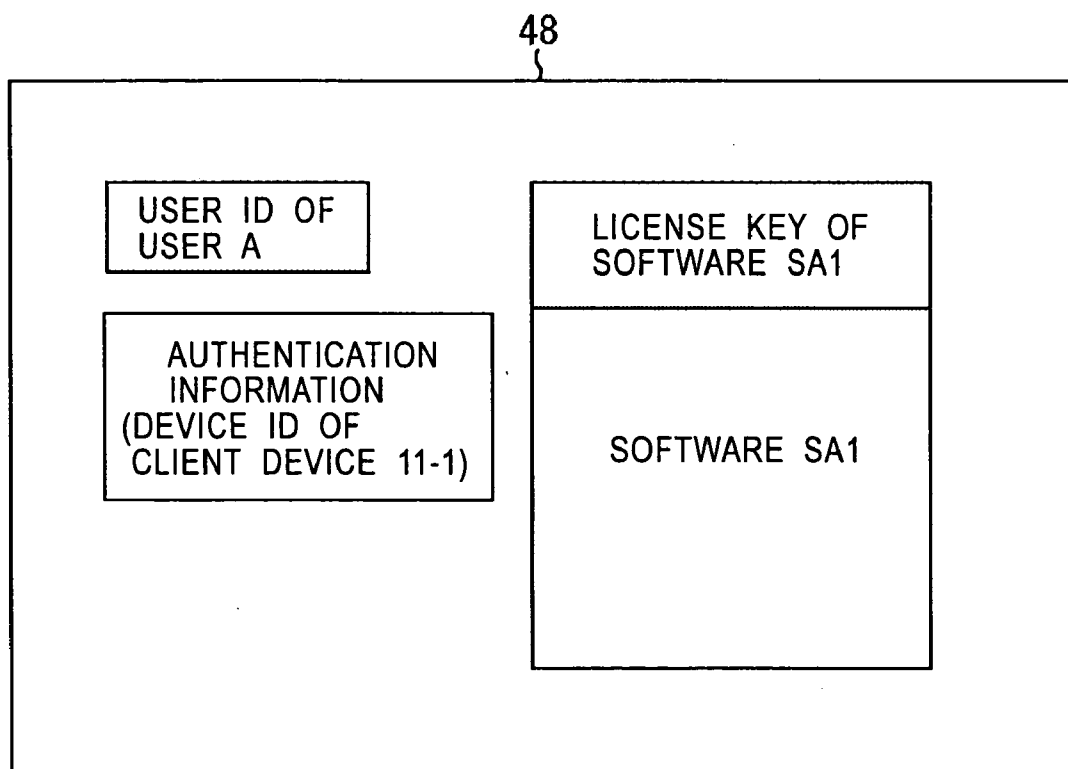 48
USER ID OF
USER A
AUTHENTICATION
INFORMATION
(DEVICE ID OF
CLIENT DEVICE 11-1)
LICENSE KEY OF
SOFTWARE SA1
SOFTWARE SA1